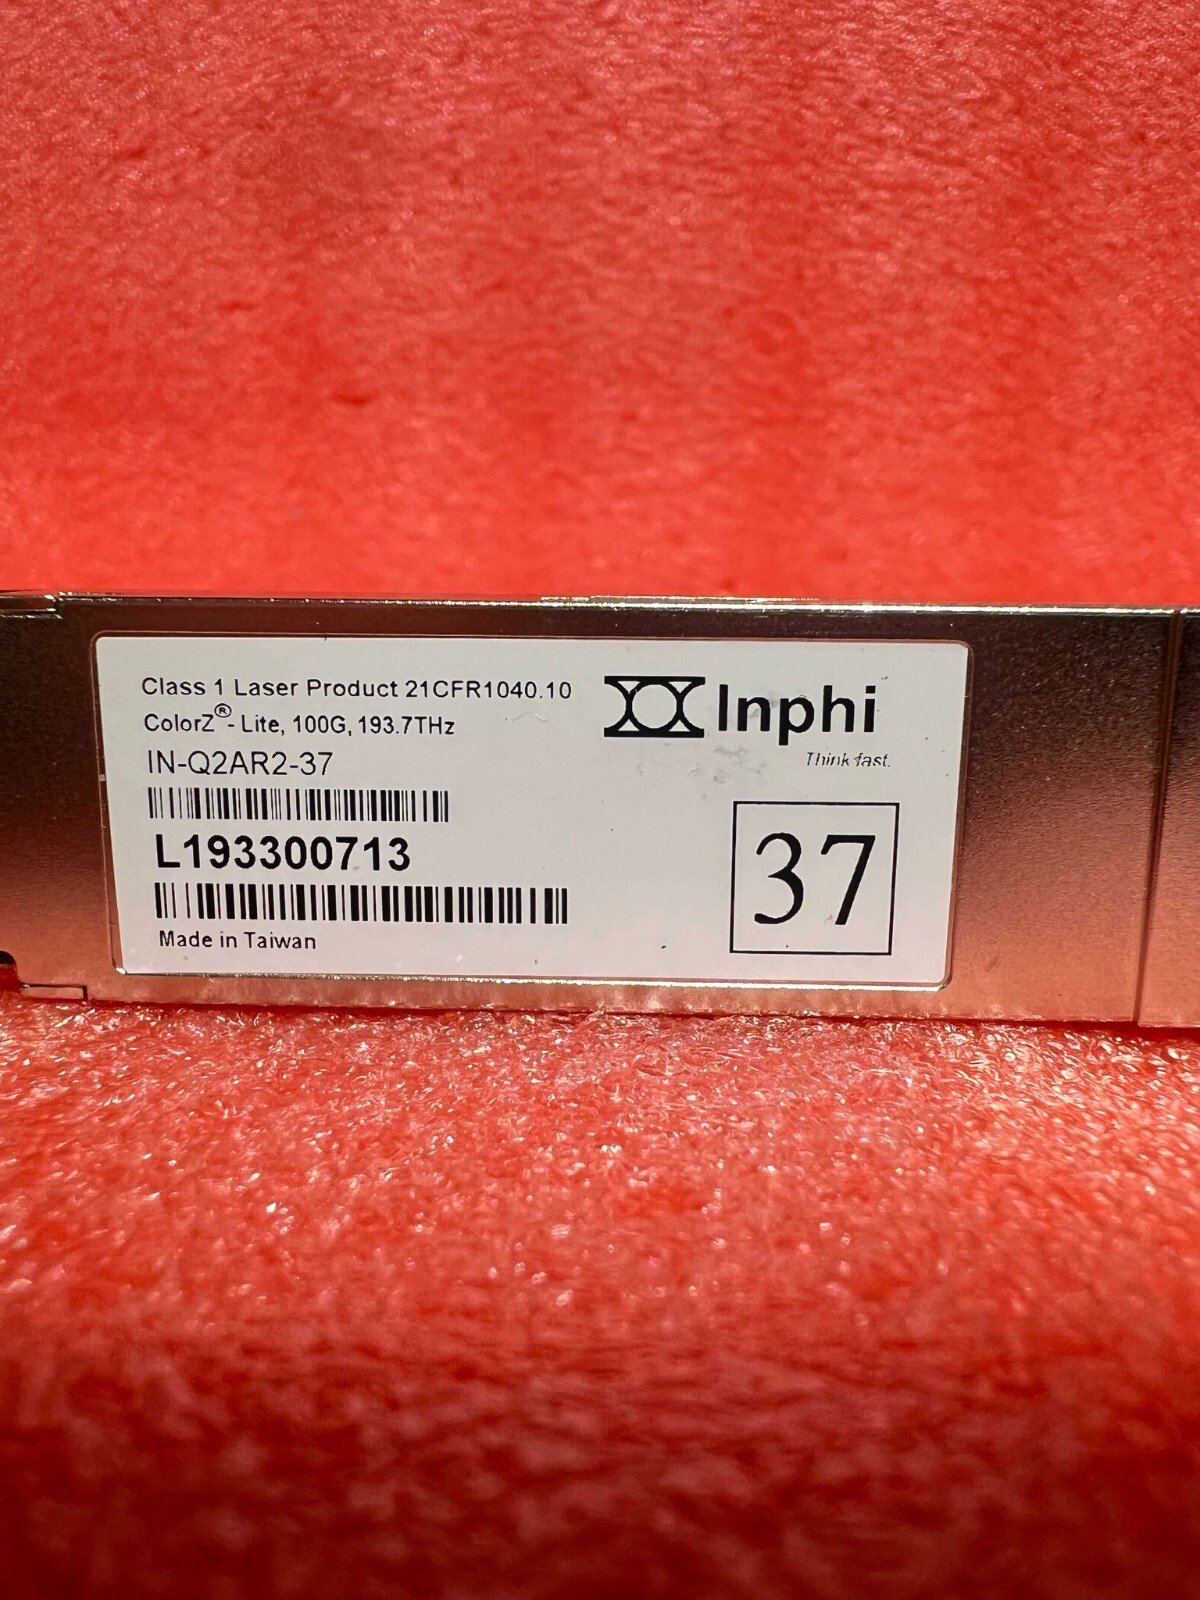 Class 1 Laser Product 21CFR1040.10
ColorZ®- Lite, 100G, 193.7THz
IN-Q2AR2-37
L193300713
Made in Taiwan
Inphi
Think fast.
37